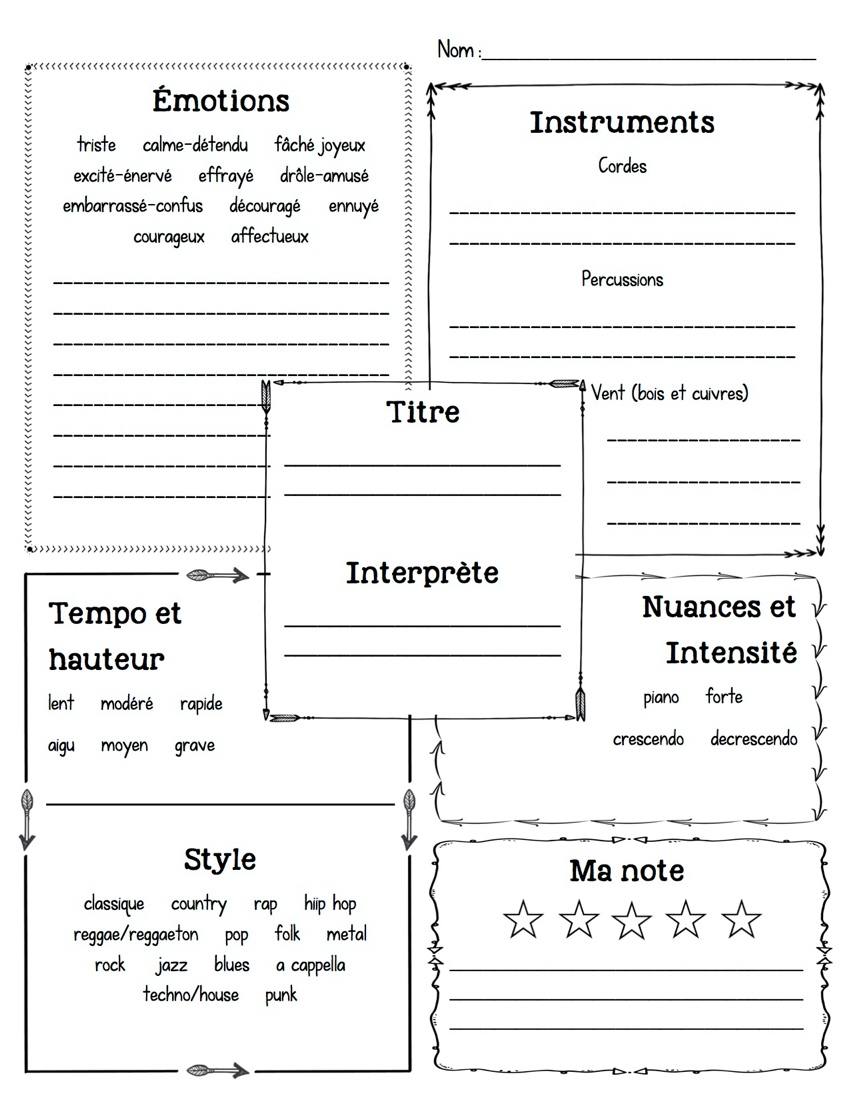 Nom :
Émotions
triste calme-détendu fâché joyeux
excité-énervé effrayé drôle-amusé
embarrassé-confus découragé ennuyé
courageux affectueux
Instruments
Cordes
Percussions
Vent (bois et cuivres)
Titre
Interprète
Tempo et
hauteur
lent modéré rapide
aigu moyen grave
Nuances et
Intensité
piano forte
crescendo decrescendo
Style
classique country rap hiip hop
reggae/reggaeton pop folk metal
rock jazz blues a cappella
techno/house punk
Ma note